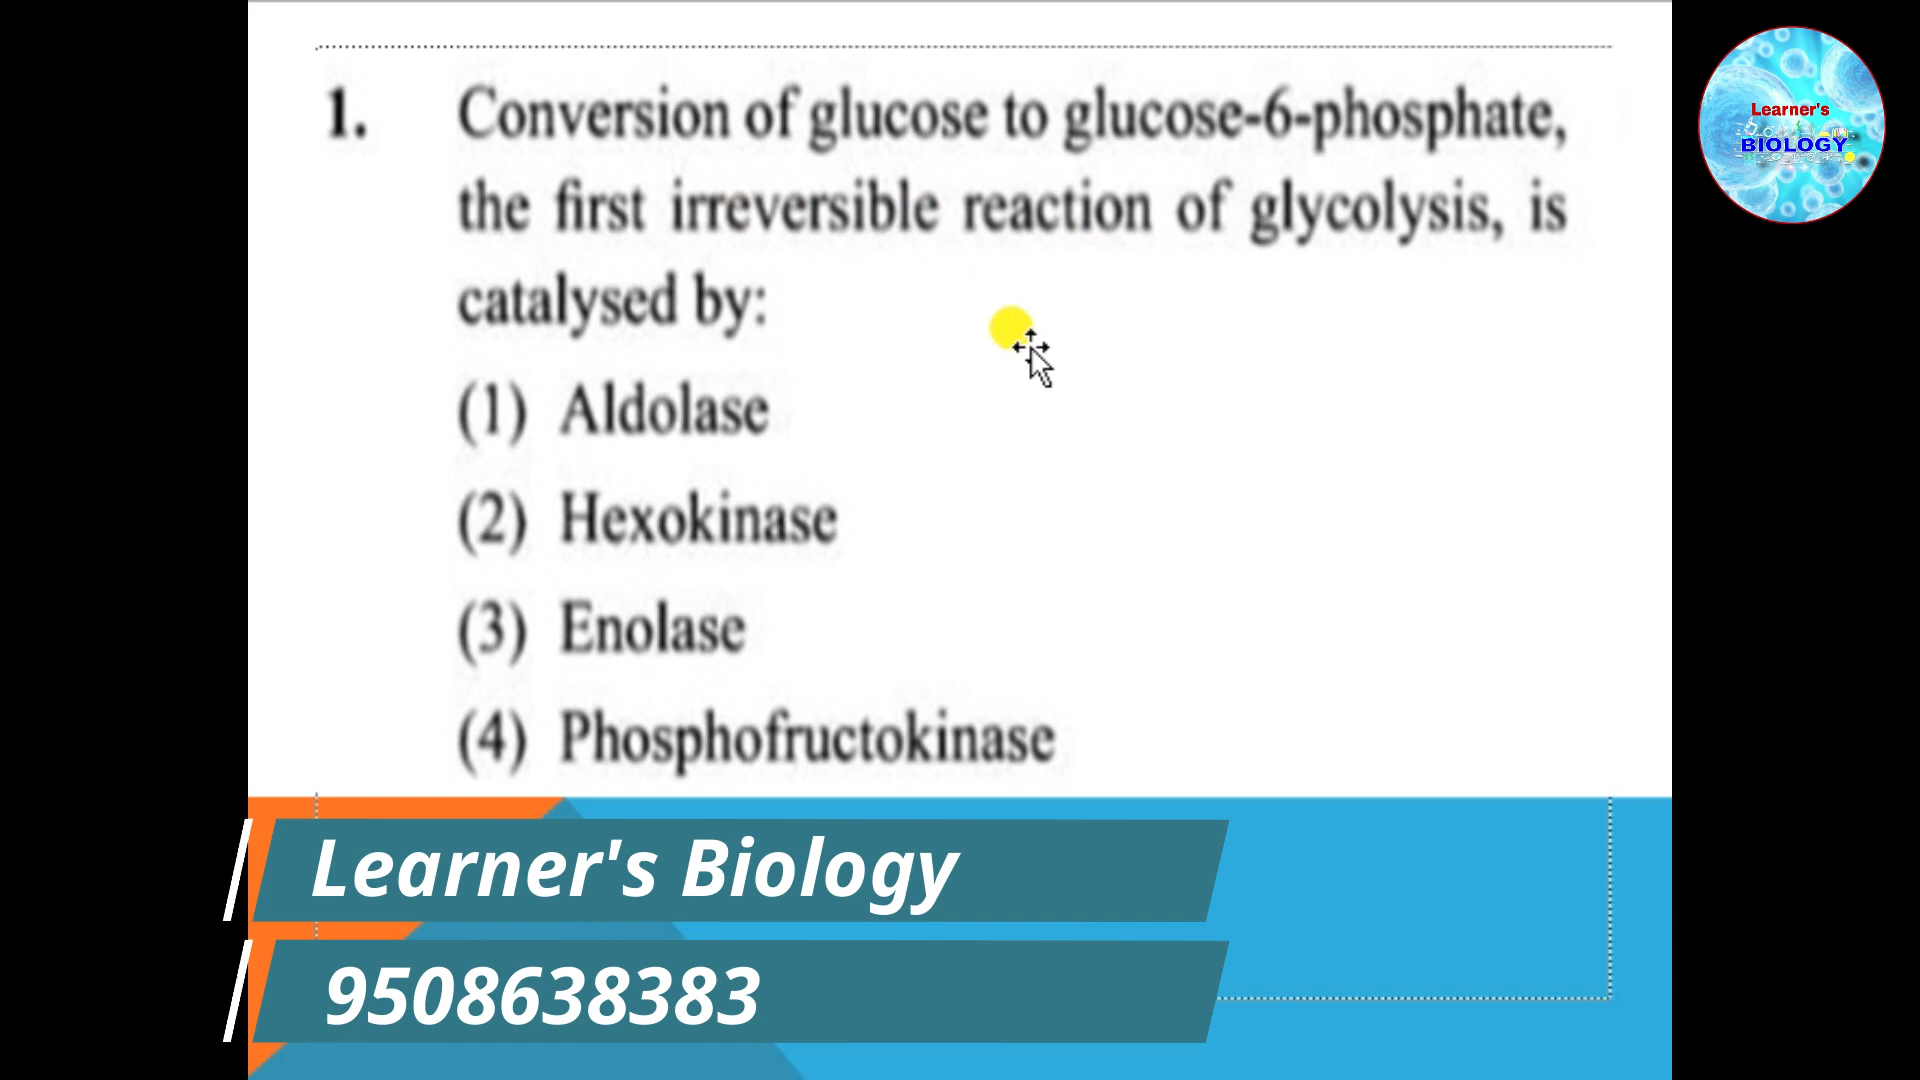 1. Conversion of glucose to glucose-6-phosphate,
the first irreversible reaction of glycolysis, is
catalysed by:
(1) Aldolase
(2) Hexokinase
(3) Enolase
(4) Phosphofructokinase
Learner's
BIOLOGY
Learner's Biology
9508638383